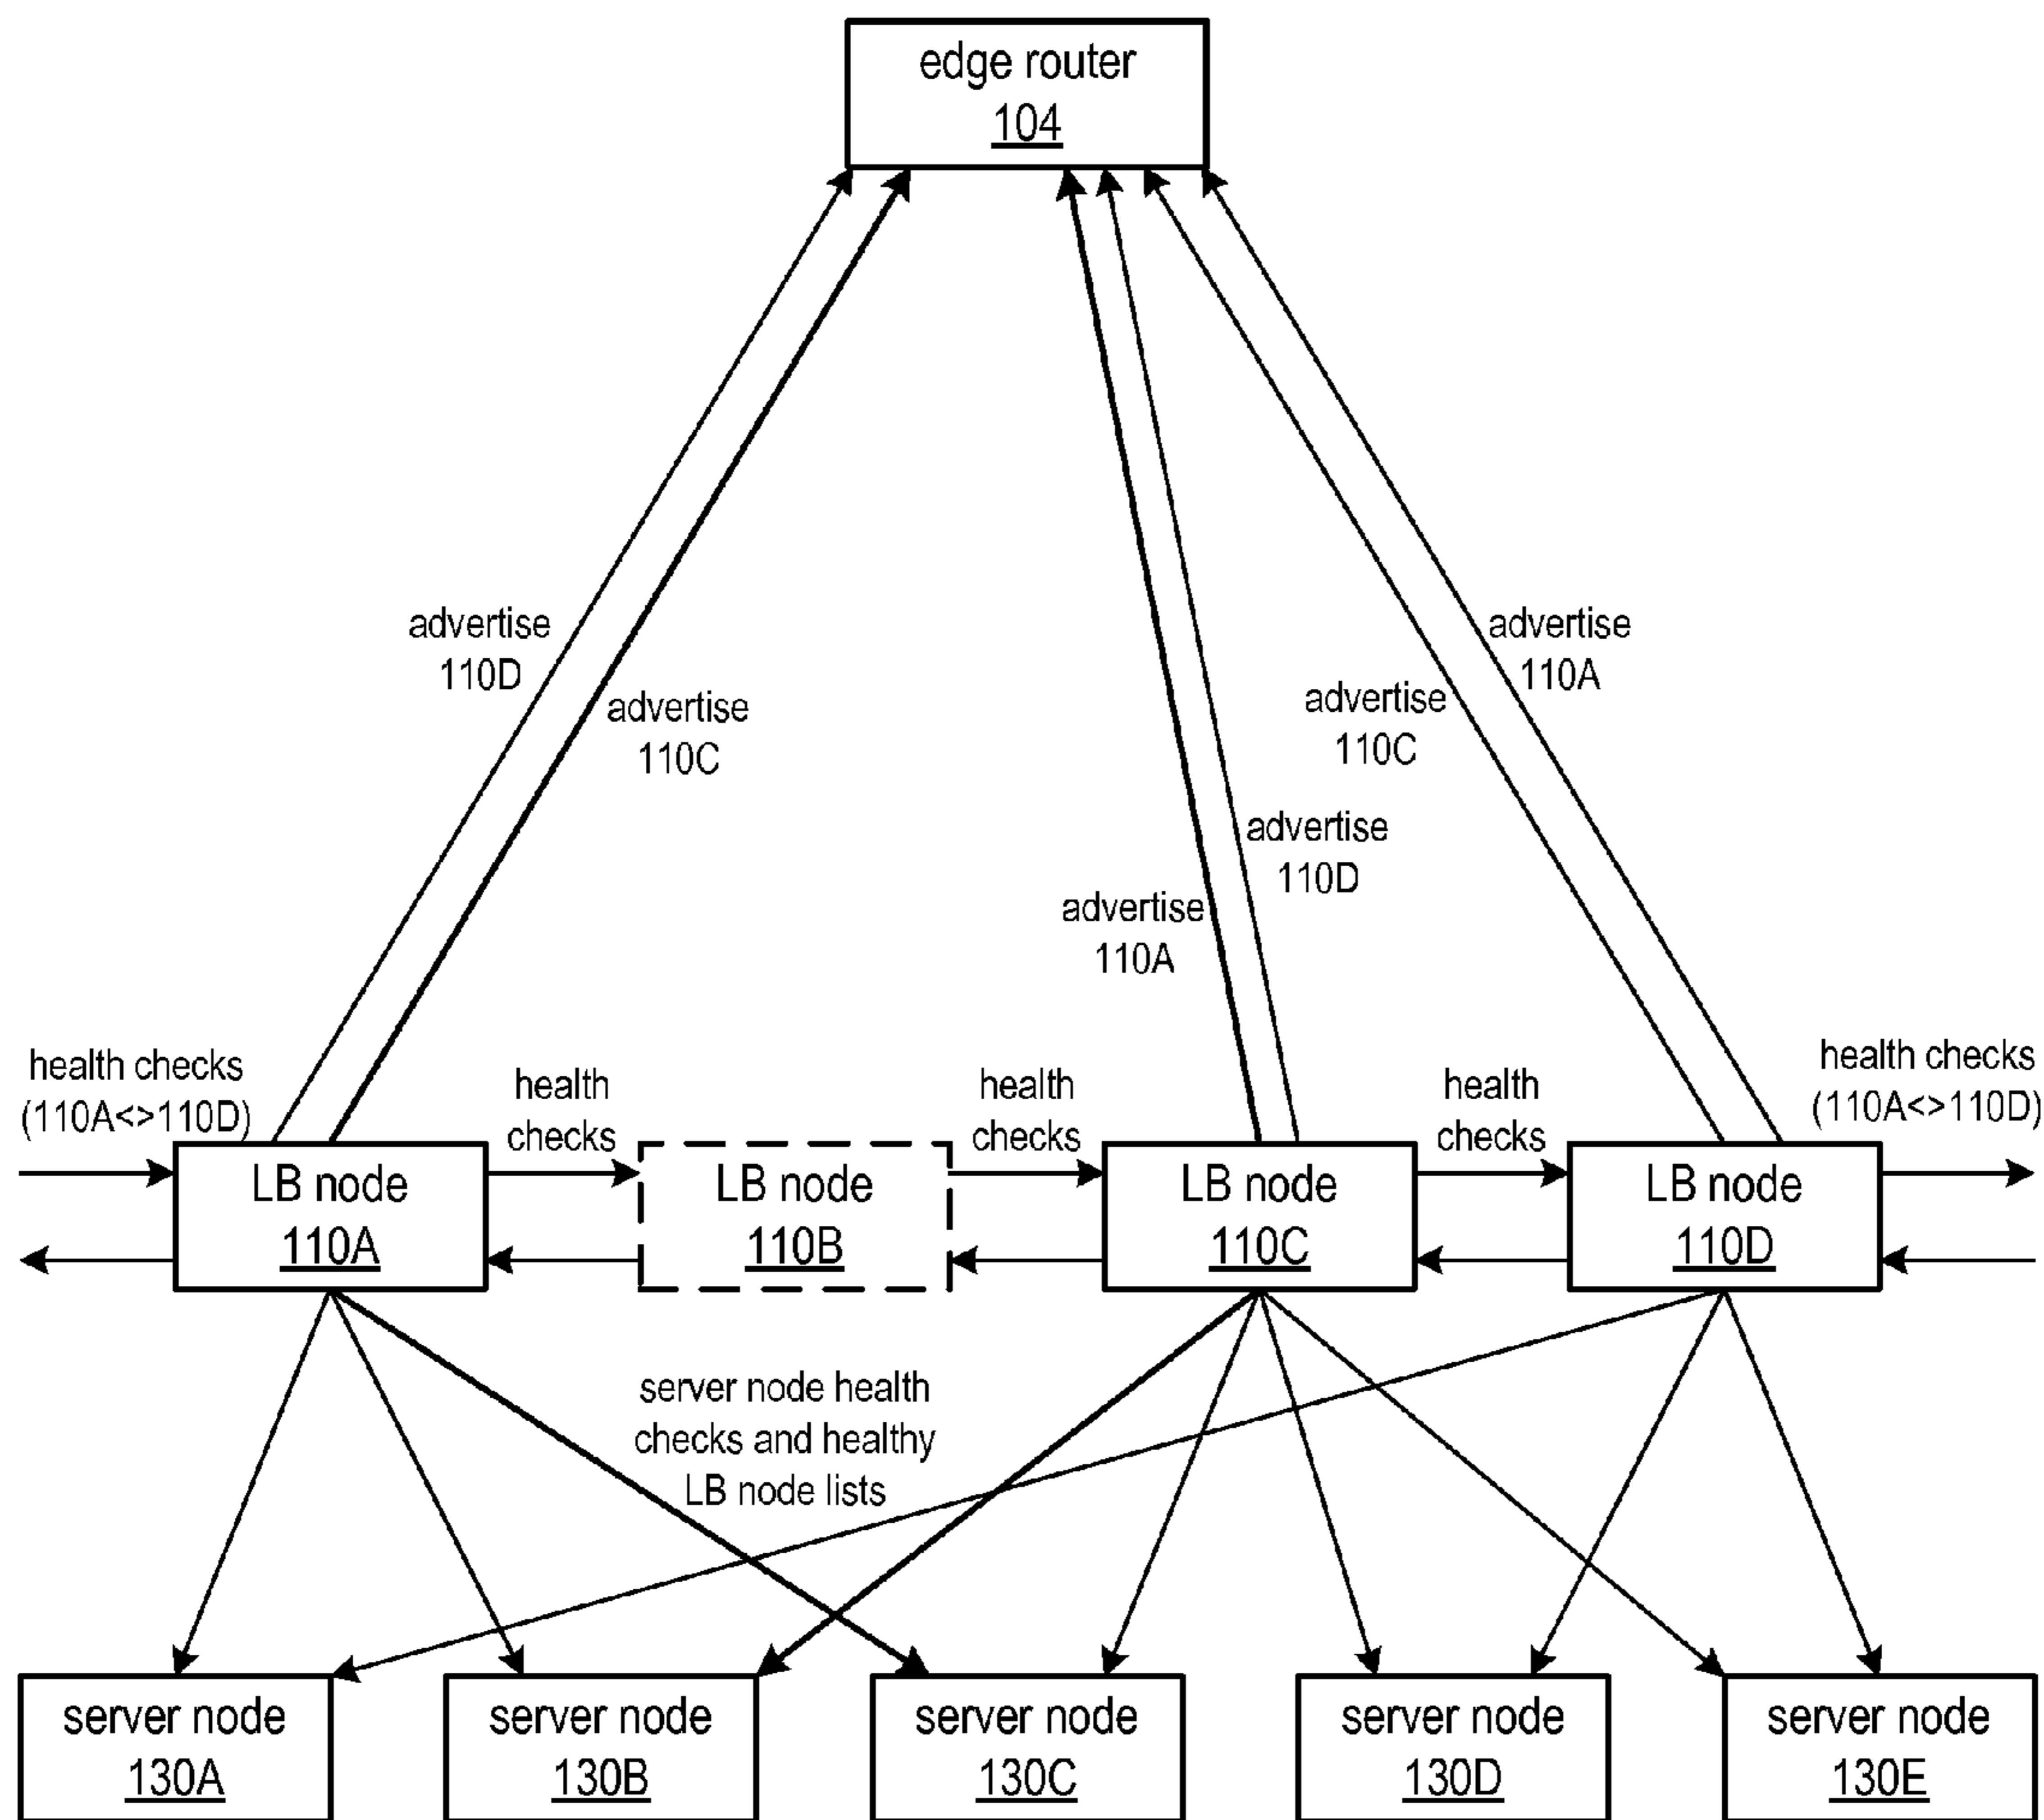 edge router
104
advertise
110D
advertise
110C
advertise
110A
advertise
110C
advertise
110D
advertise
110A
health checks
(110A<>110D)
health
checks
health
checks
health
checks
health checks
(110A<>110D)
LB node
110A
LB node
110B
LB node
110C
LB node
110D
server node health
checks and healthy
LB node lists
server node
130A
server node
130B
server node
130C
server node
130D
server node
130E